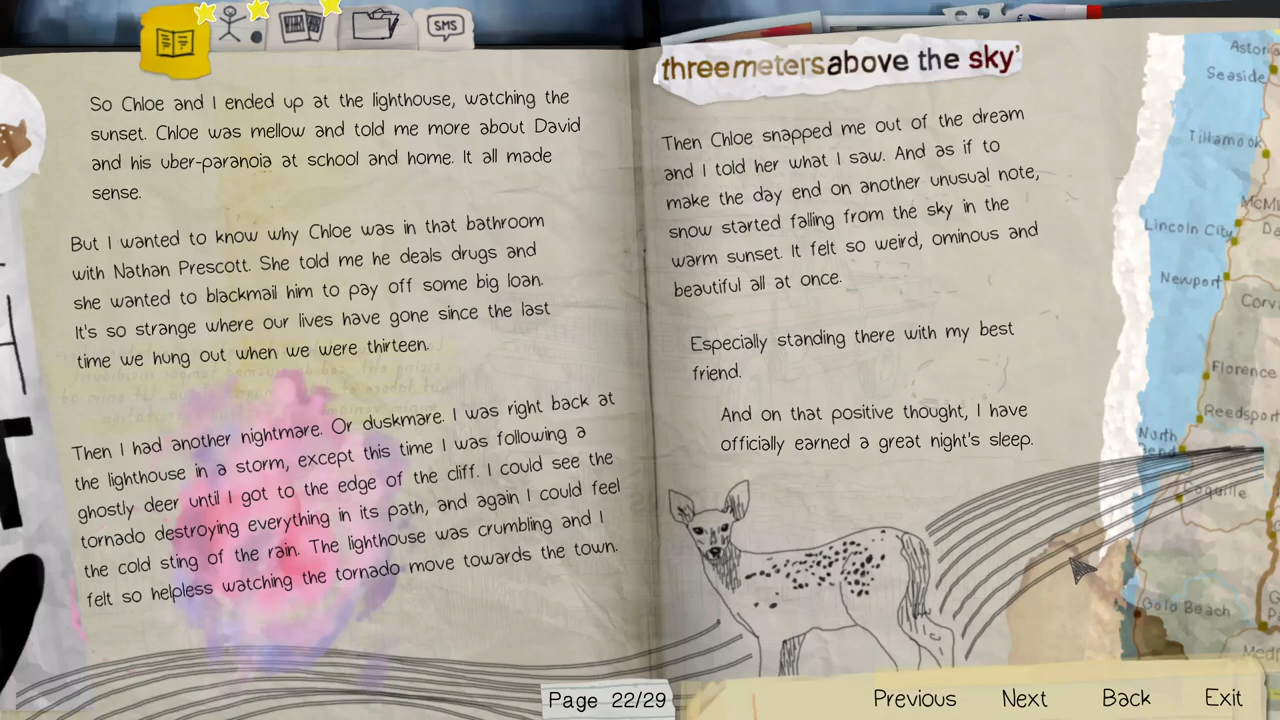 SMS
So Chloe and I ended up at the lighthouse, watching the
sunset. Chloe was mellow and told me more about David
and his uber-paranoia at school and home. It all made
sense.
But I wanted to know why Chloe was in that bathroom
with Nathan Prescott. She told me he deals drugs and
she wanted to blackmail him to pay off some big loan.
It's so strange where our lives have gone since the last
time we hung out when we were thirteen.
Then I had another nightmare. Or duskmare. I was right back at
the lighthouse in a storm, except this time I was following a
ghostly deer until I got to the edge of the cliff. I could see the
tornado destroying everything in its path, and again I could feel
the cold sting of the rain. The lighthouse was crumbling and I
felt so helpless watching the tornado move towards the town.
threemetersabove the sky'
Then Chloe snapped me out of the dream
and I told her what I saw. And as if to
make the day end on another unusual note,
snow started falling from the sky in the
warm sunset. It felt so weird, ominous and
beautiful all at once.
Especially standing there with my best
friend.
And on that positive thought, I have
officially earned a great night's sleep.
Seaside
Tillamook
Lincoln City
Newport
Florence
Reedsport
North
Bend
Coquille
Gold Beach
Page 22/29
Previous
Next
Back
Exit